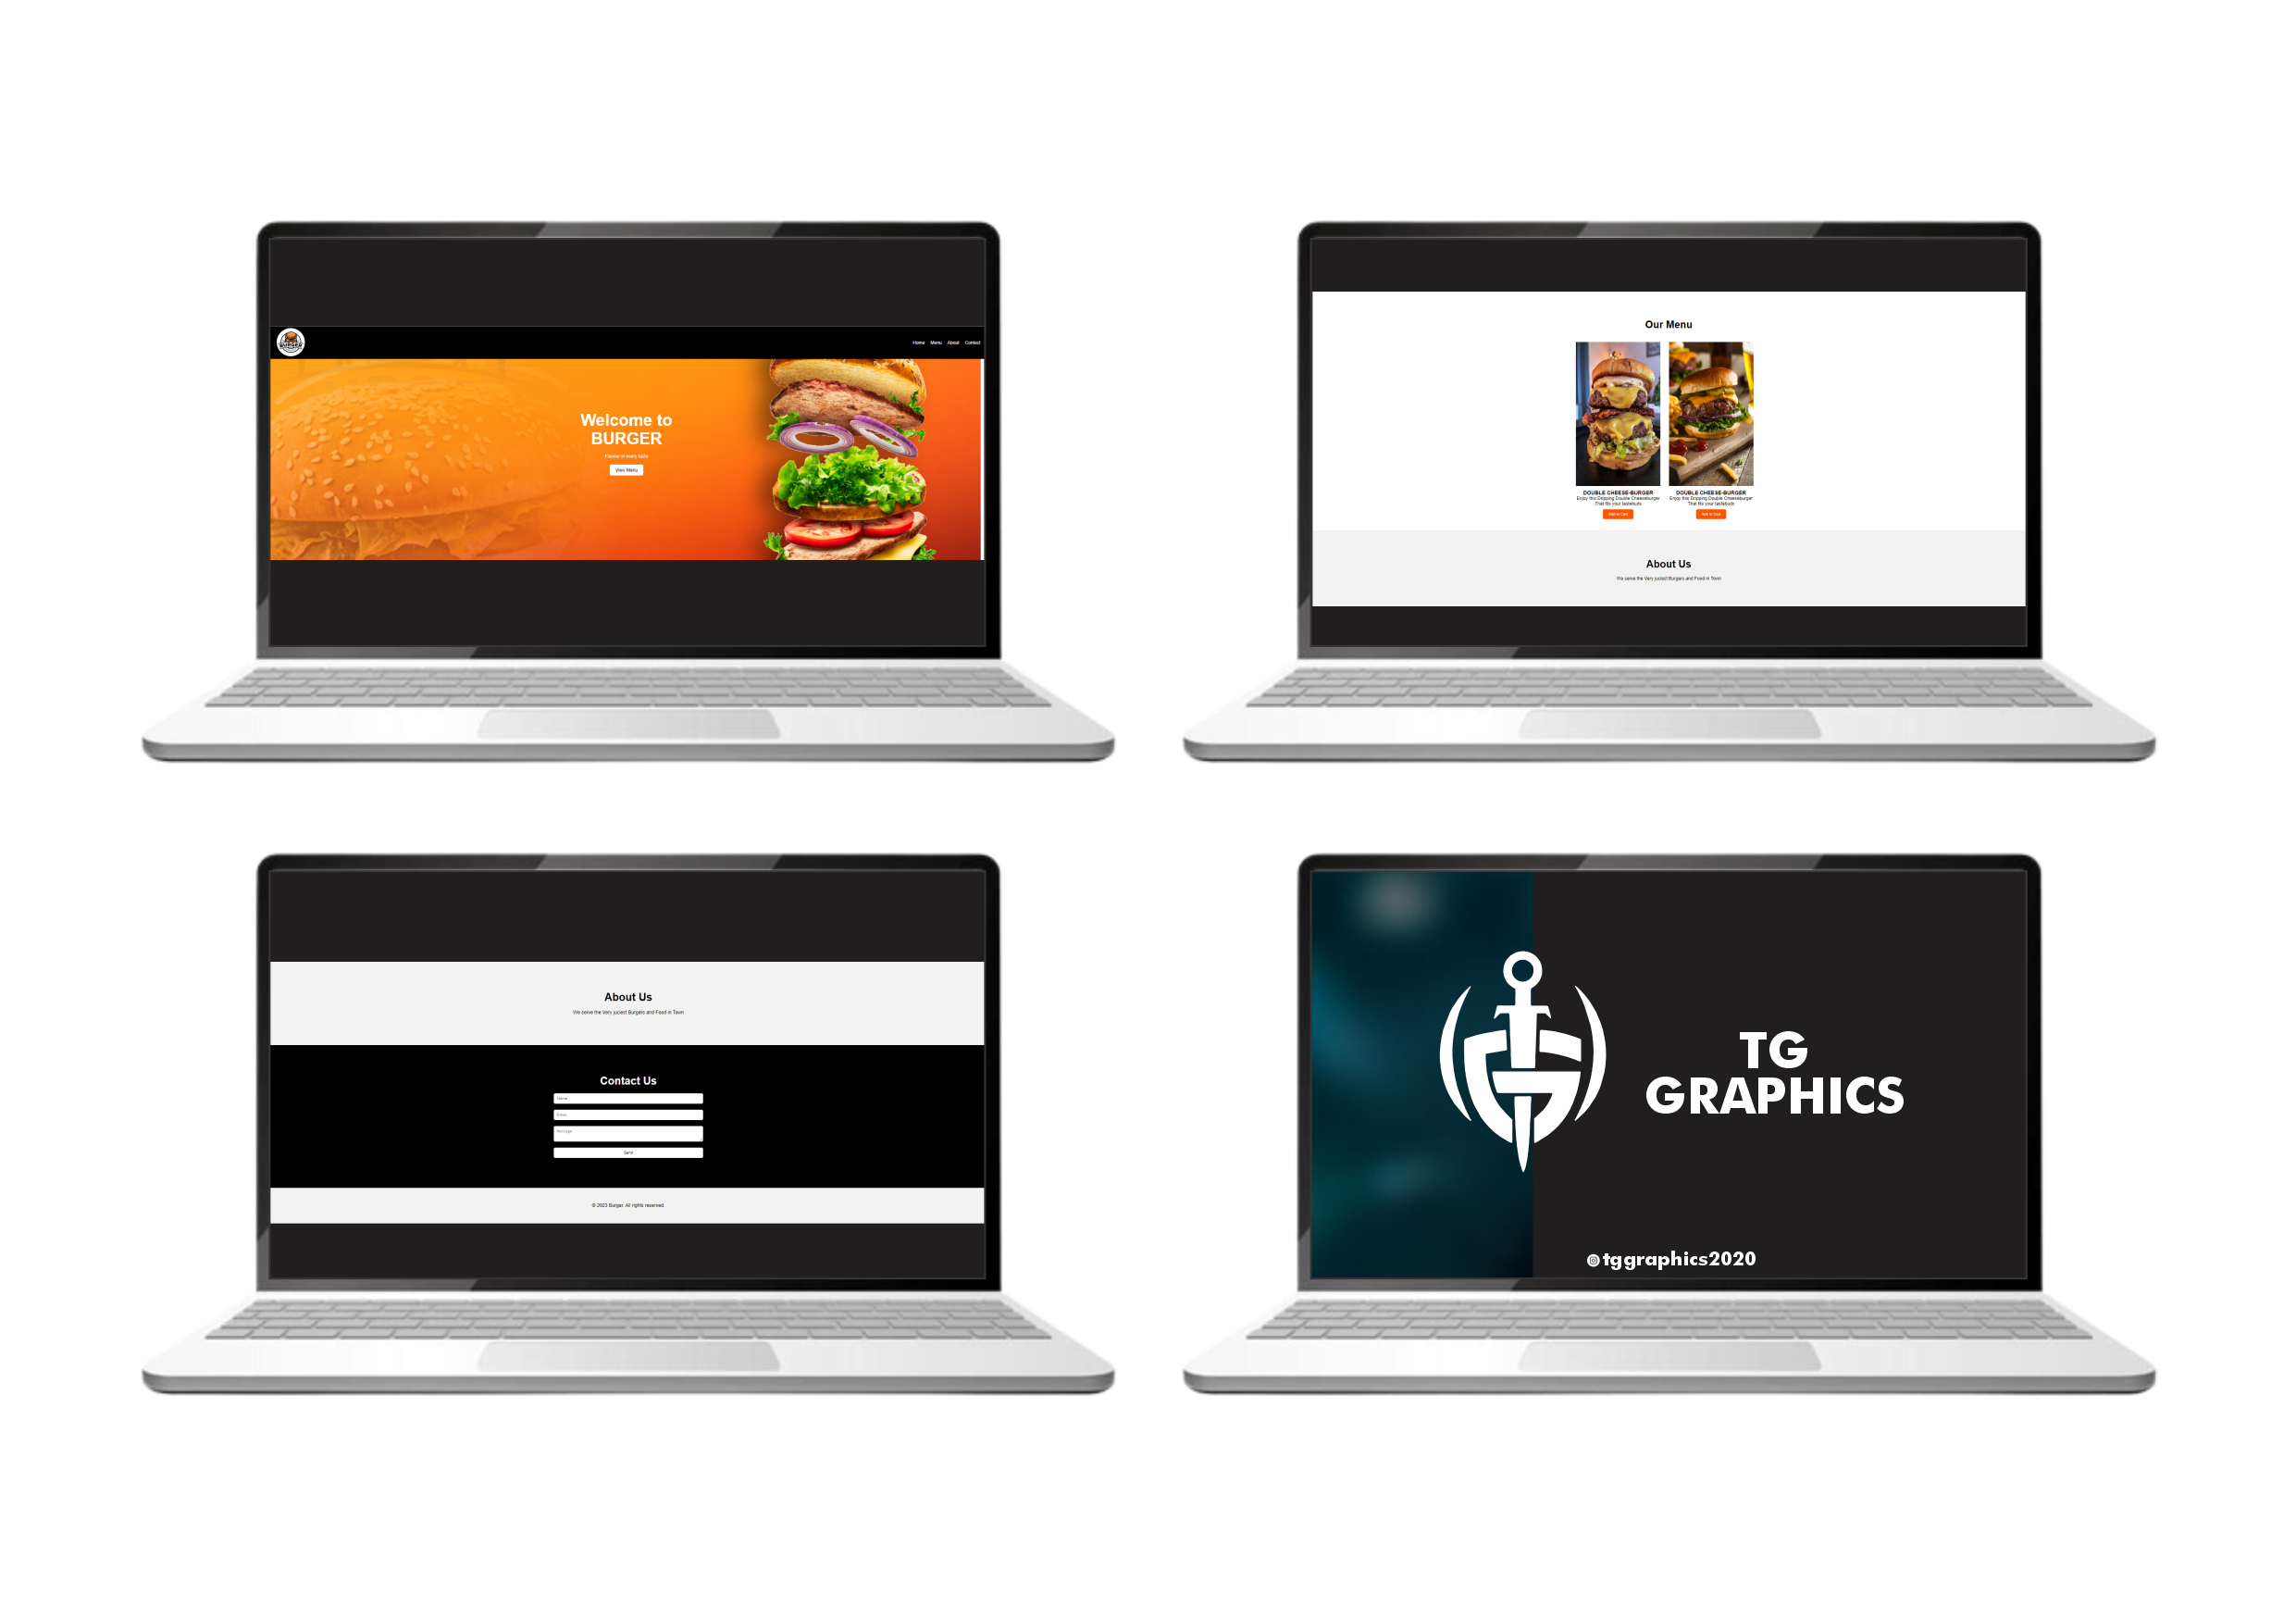 BURGER
Home Menu About Contact
Welcome to
BURGER
Flavour in every bite
View Menu
Our Menu
DOUBLE CHEESE-BURGER
Enjoy this Dripping Double Cheeseburger
That fits your tastebuds
Add to Cart
DOUBLE CHEESE-BURGER
Enjoy this Dripping Double Cheeseburger
That fits your tastebuds
Add to Cart
About Us
We serve the Very juciest Burgers and Food in Town
About Us
We serve the Very juciest Burgers and Food in Town
Contact Us
Name
Email
Message
Send
© 2023 Burger. All rights reserved.
TG
GRAPHICS
tggraphics2020